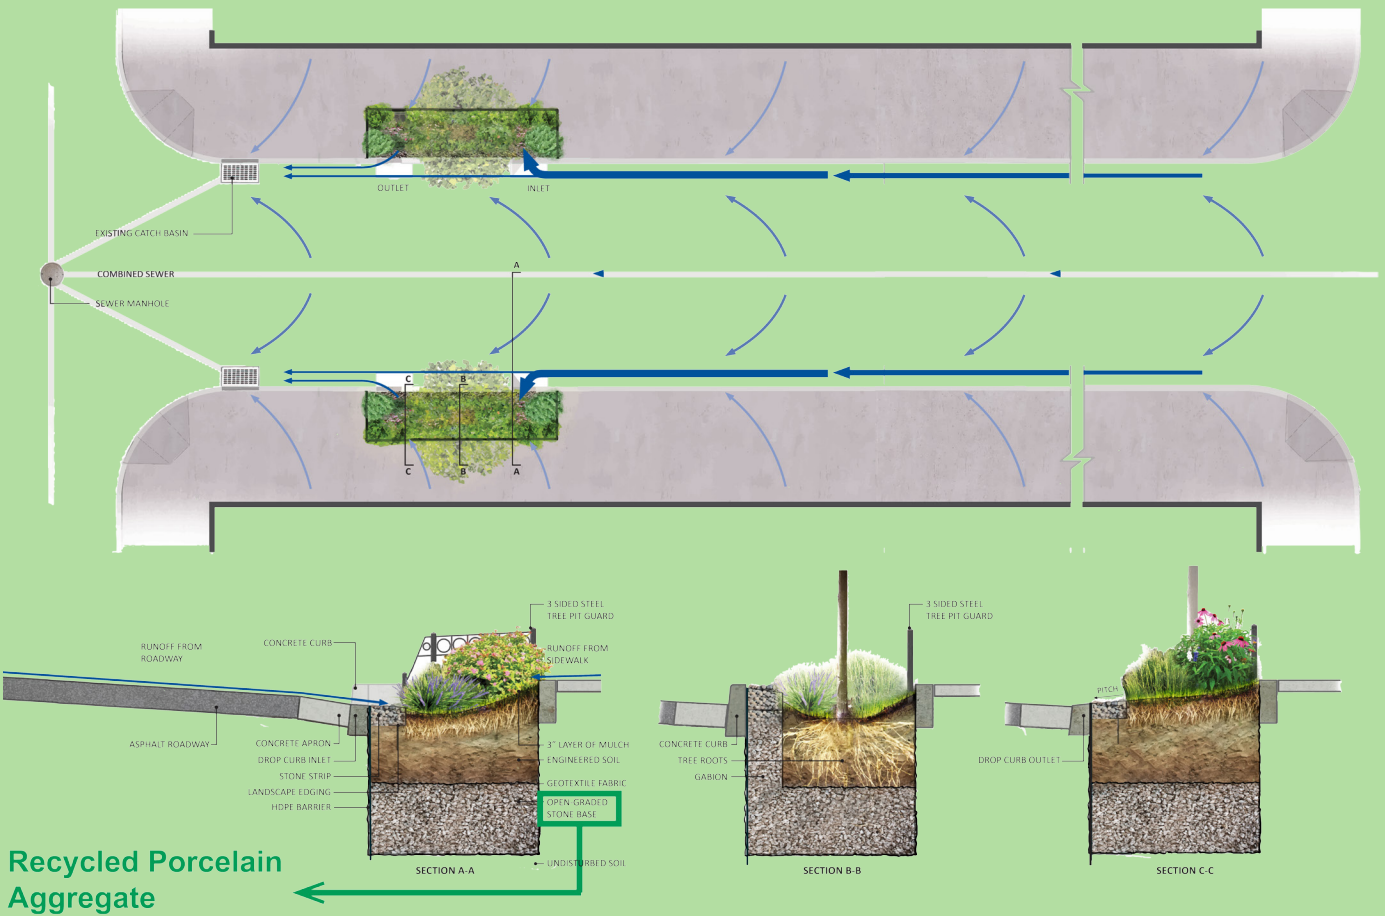 OUTLET
INLET
EXISTING CATCH BASIN
A
COMBINED SEWER
SEWER MANHOLE
C
B
C
B
A
3 SIDED STEEL
TREE PIT GUARD
RUNOFF FROM
ROADWAY
CONCRETE CURB
RUNOFF FROM
SIDEWALK
ASPHALT ROADWAY
CONCRETE APRON
DROP CURB INLET
STONE STRIP
LANDSCAPE EDGING
HDPE BARRIER
3" LAYER OF MULCH
ENGINEERED SOIL
GEOTEXTILE FABRIC
OPEN-GRADED
STONE BASE
UNDISTURBED SOIL
SECTION A-A
3 SIDED STEEL
TREE PIT GUARD
CONCRETE CURB
TREE ROOTS
GABION
SECTION B-B
PITCH
DROP CURB OUTLET
SECTION C-C
Recycled Porcelain
Aggregate